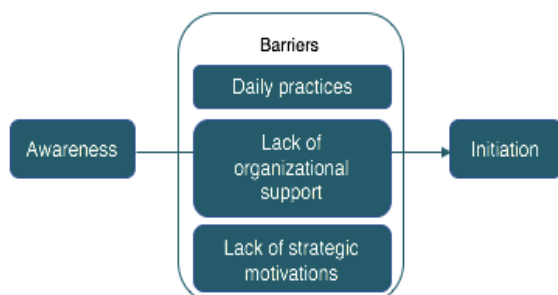 Barriers
Daily practices
Awareness
Lack of
organizational
support
Initiation
Lack of strategic
motivations